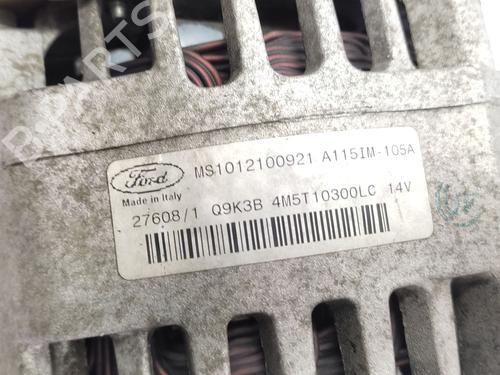 Ford
MS1012100921 A115IM-105A
Made in Italy
27608/1 Q9K3B 4M5T10300LC 14V
B-PARTS